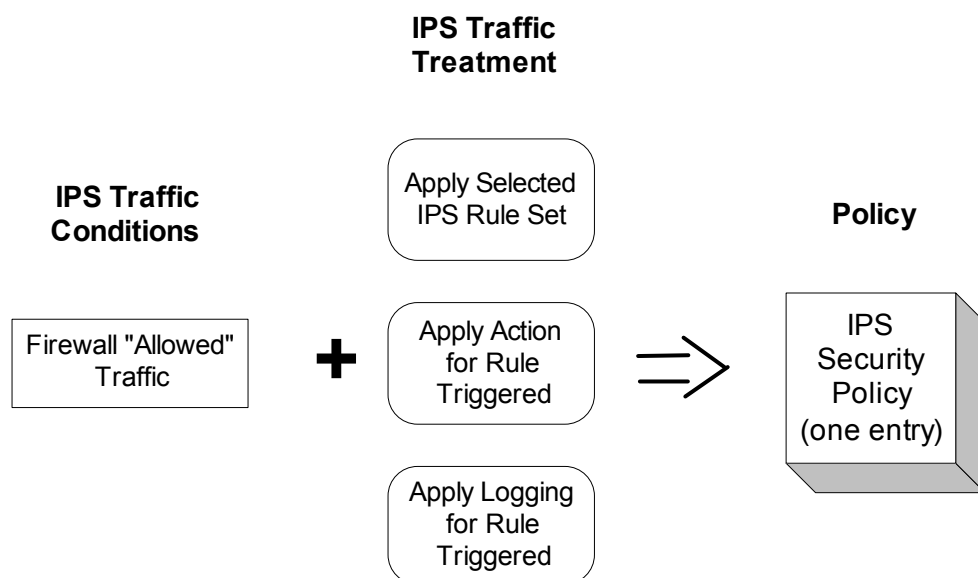 IPS Traffic
Treatment
IPS Traffic
Conditions
Firewall "Allowed"
Traffic
+
Apply Selected
IPS Rule Set
Apply Action
for Rule
Triggered
Apply Logging
for Rule
Triggered
Policy
IPS
Security
Policy
(one entry)